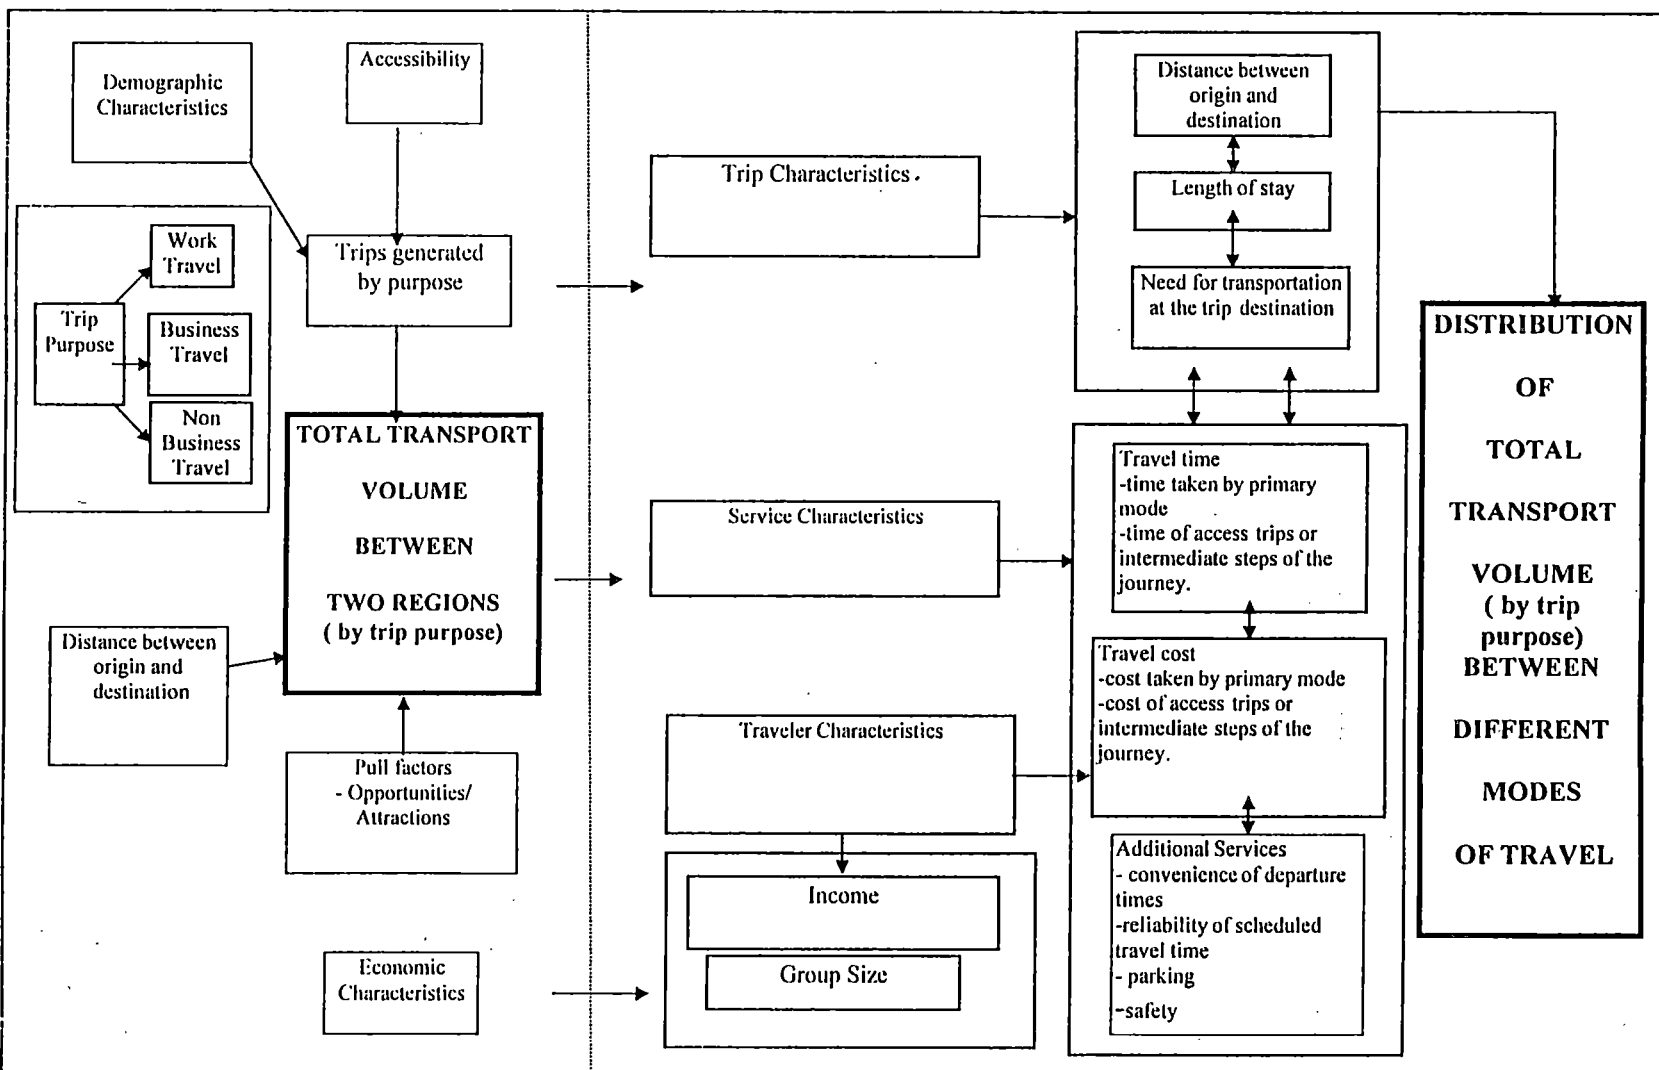 Demographic
Characteristics
Accessibility
Trip
Purpose
Work
Travel
Business
Travel
Non
Business
Travel
Trips generated
by purpose
TOTAL TRANSPORT
VOLUME
BETWEEN
TWO REGIONS
( by trip purpose)
Distance between
origin and
destination
Pull factors
- Opportunities/
Attractions
Economic
Characteristics
Trip Characteristics .
Service Characteristics
Traveler Characteristics
Income
Group Size
Distance between
origin and
destination
Length of stay
Need for transportation
at the trip destination
Travel time
-time taken by primary
mode
-time of access trips or
intermediate steps of the
journey.
Travel cost
-cost taken by primary mode
-cost of access trips or
intermediate steps of the
journey.
Additional Services
- convenience of departure
times
-reliability of scheduled
travel time
- parking
-safety
DISTRIBUTION
OF
TOTAL
TRANSPORT
VOLUME
( by trip
purpose)
BETWEEN
DIFFERENT
MODES
OF TRAVEL